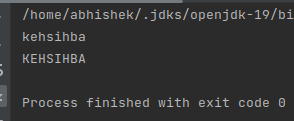 /home/abhishek/.jdks/openjdk-19/bi
kehsihba
KEHSIHBA
Process finished with exit code 0